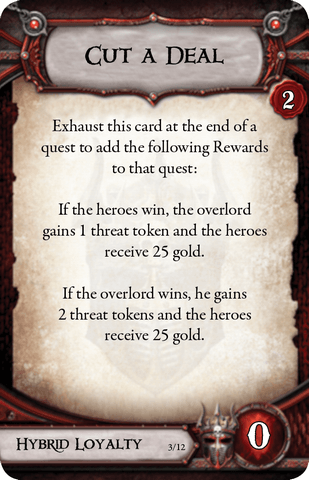 Cut a Deal
2
Exhaust this card at the end of a
quest to add the following Rewards
to that quest:
If the heroes win, the overlord
gains 1 threat token and the heroes
receive 25 gold.
If the overlord wins, he gains
2 threat tokens and the heroes
receive 25 gold.
Hybrid Loyalty 3/12 0